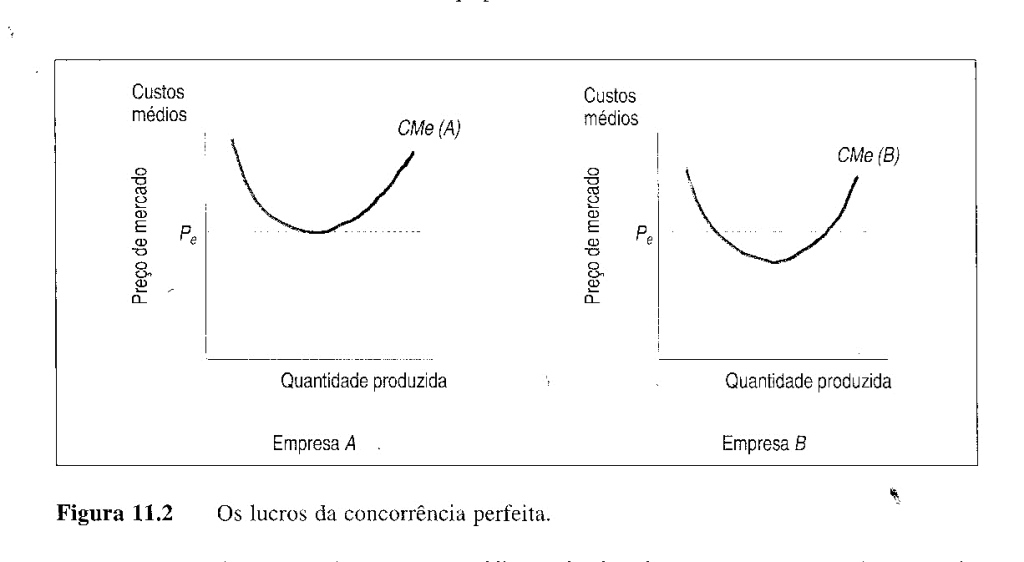 Custos
médios
CMe (A)
Preço de mercado
Pe
Quantidade produzida
Empresa A
Custos
médios
CMe (B)
Preço de mercado
Pe
Quantidade produzida
Empresa B
Figura 11.2 Os lucros da concorrência perfeita.